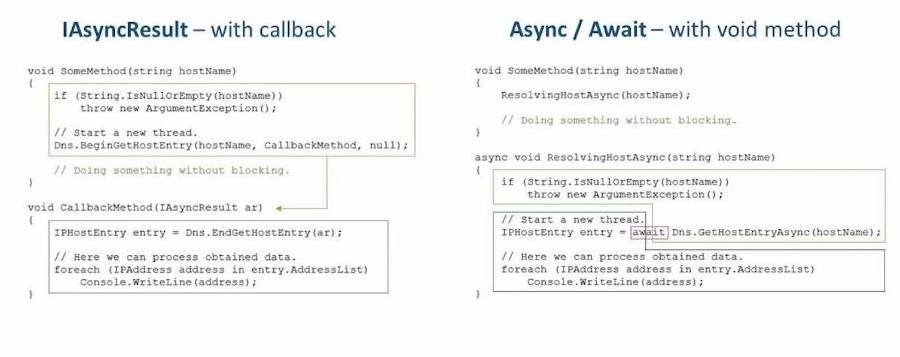 IAsyncResult – with callback
void SomeMethod(string hostName)
{
if (String.IsNullOrEmpty(hostName))
throw new ArgumentException();
// Start a new thread.
Dns.BeginGetHostEntry(hostName, CallbackMethod, null);
// Doing something without blocking.
}
void CallbackMethod(IAsyncResult ar)
{
IPHostEntry entry = Dns.EndGetHostEntry(ar);
// Here we can process obtained data.
foreach (IPAddress address in entry.AddressList)
Console.WriteLine(address);
}
Async / Await – with void method
void SomeMethod(string hostName)
{
ResolvingHostAsync(hostName);
// Doing something without blocking.
}
async void ResolvingHostAsync(string hostName)
{
if (String.IsNullOrEmpty(hostName))
throw new ArgumentException();
// Start a new thread.
IPHostEntry entry = await Dns.GetHostEntryAsync(hostName);
// Here we can process obtained data.
foreach (IPAddress address in entry.AddressList)
Console.WriteLine(address);
}